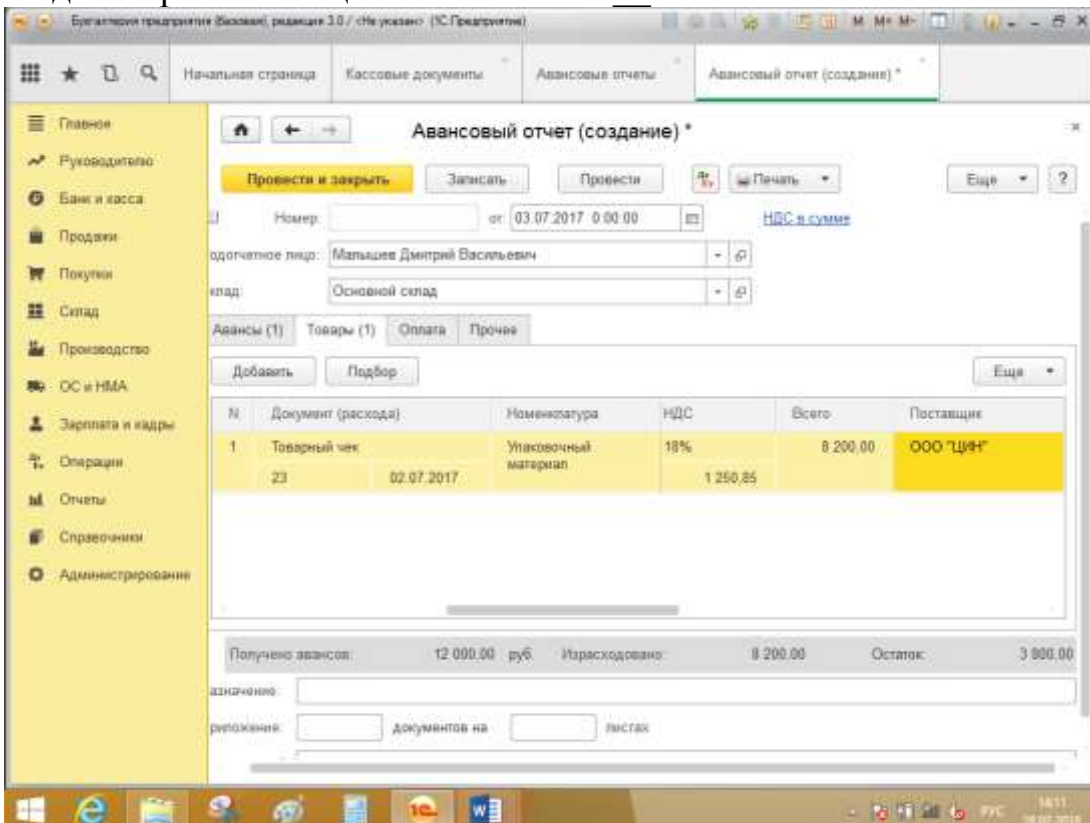 Бухгалтерия предприятия (базовая), редакция 3.0 / <Не указано> (1С:Предприятие)
M M+ M-
Начальная страница Кассовые документы Авансовые отчеты Авансовый отчет (создание) *
Главное
Руководителю
Банк и касса
Продажи
Покупки
Склад
Производство
ОС и НМА
Зарплата и кадры
Операции
Отчеты
Справочники
Администрирование
Авансовый отчет (создание) *
Провести и закрыть Записать Провести Печать Еще ?
Номер: от: 03.07.2017 0:00:00 НДС в сумме
одотчетное лицо: Малышев Дмитрий Васильевич
клад: Основной склад
Авансы (1) Товары (1) Оплата Прочее
Добавить Подбор Еще
N Документ (расхода) Номенклатура НДС Всего Поставщик
1 Товарный чек Упаковочный материал 18% 8 200,00 ООО "ЦИН"
23 02.07.2017 1 250,85
Получено авансов: 12 000,00 руб. Израсходовано: 8 200,00 Остаток: 3 800,00
азначение:
риложение: документов на листах
1С
РУС 14:11